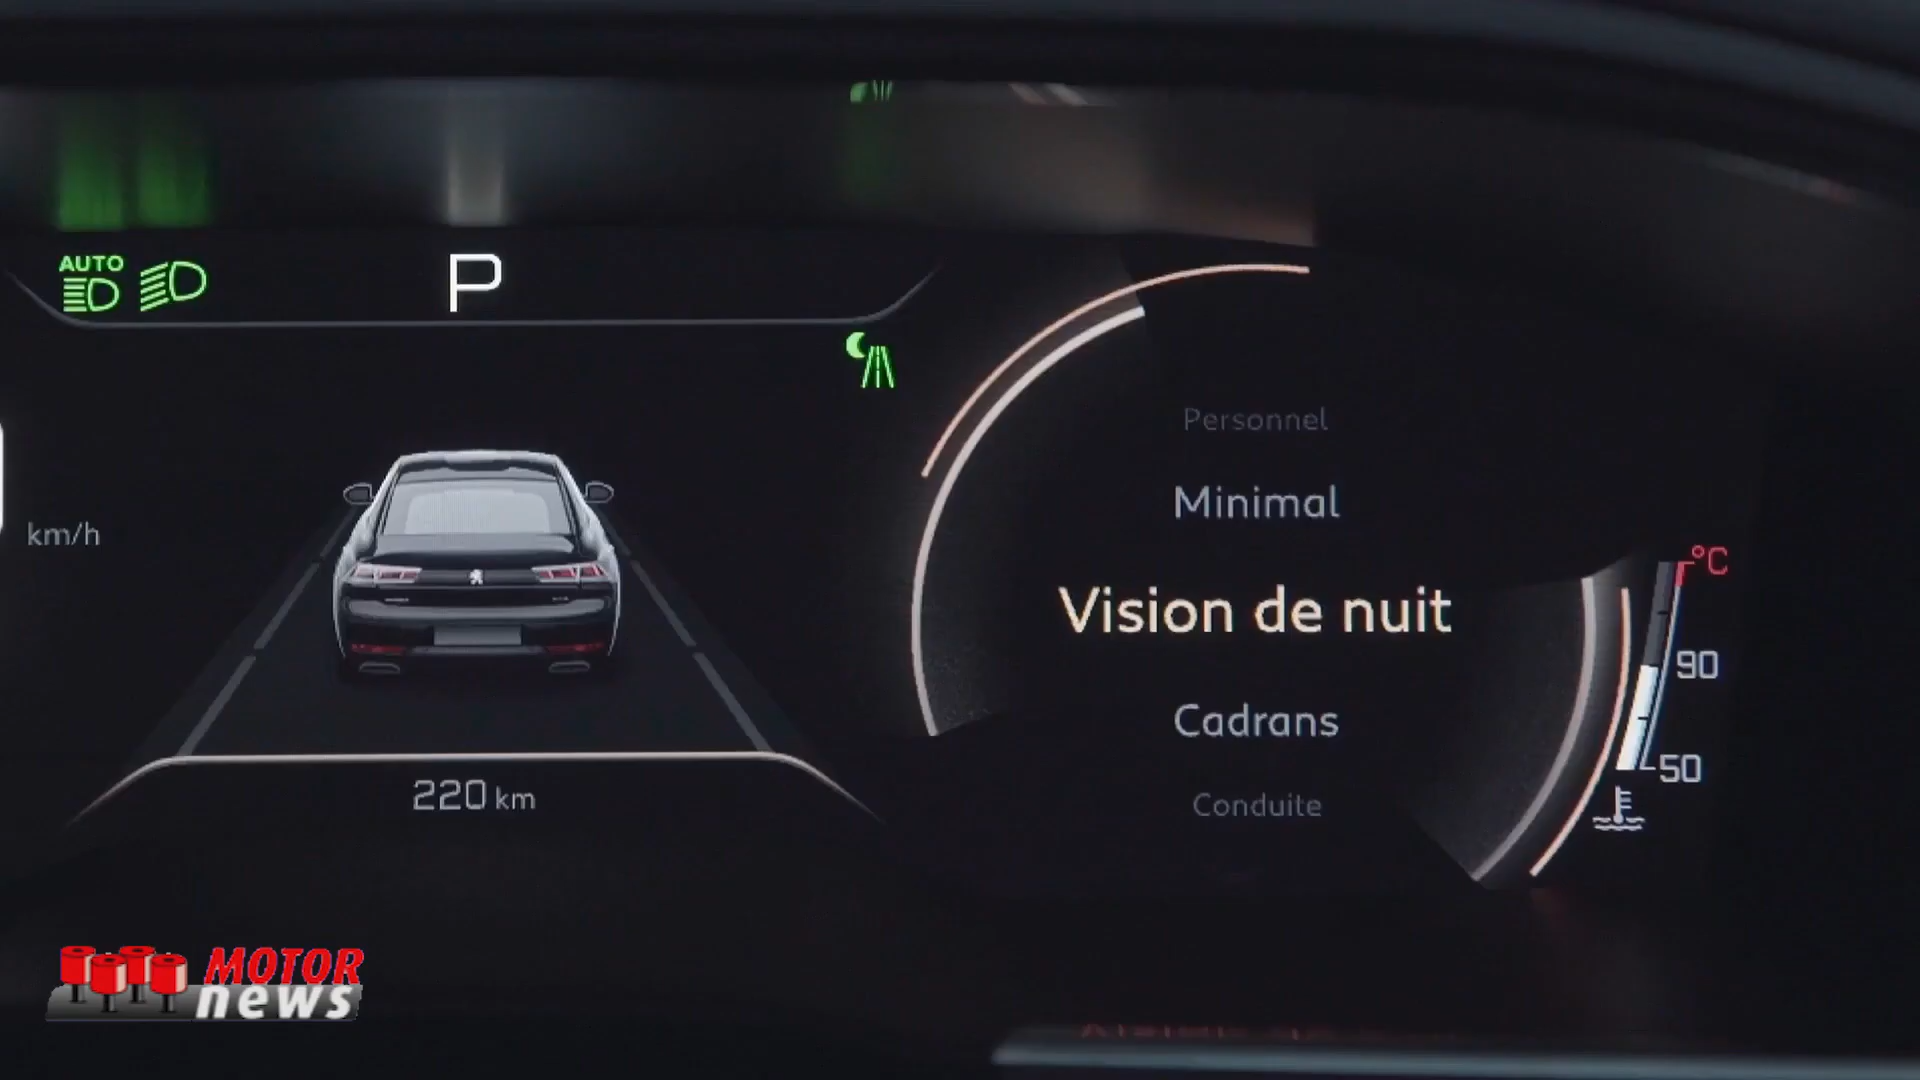 AUTO
P
km/h
220 km
Personnel
Minimal
Vision de nuit
Cadrans
Conduite
°C
90
50
MOTOR
news